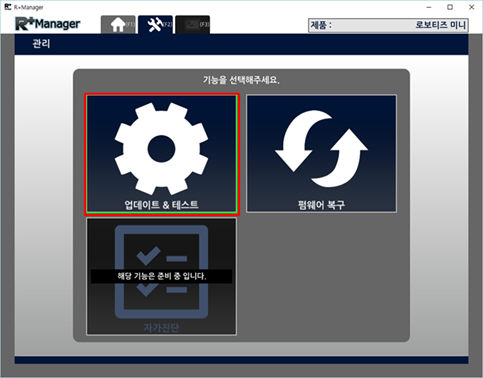 R+Manager
R+Manager
(F1)
(F2)
(F3)
제품 :
로보티즈 미니
관리
기능을 선택해주세요.
업데이트 & 테스트
펌웨어 복구
해당 기능은 준비 중 입니다.
자가진단